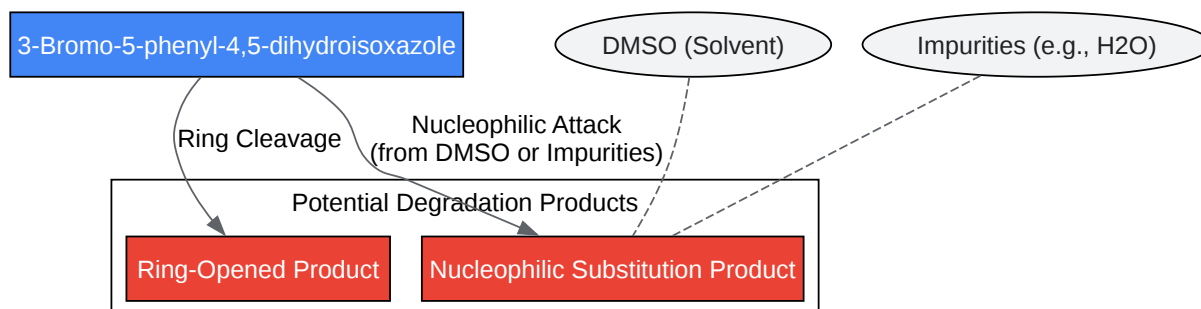 3-Bromo-5-phenyl-4,5-dihydroisoxazole
DMSO (Solvent)
Impurities (e.g., H2O)
Ring Cleavage
Nucleophilic Attack
(from DMSO or Impurities)
Potential Degradation Products
Ring-Opened Product
Nucleophilic Substitution Product